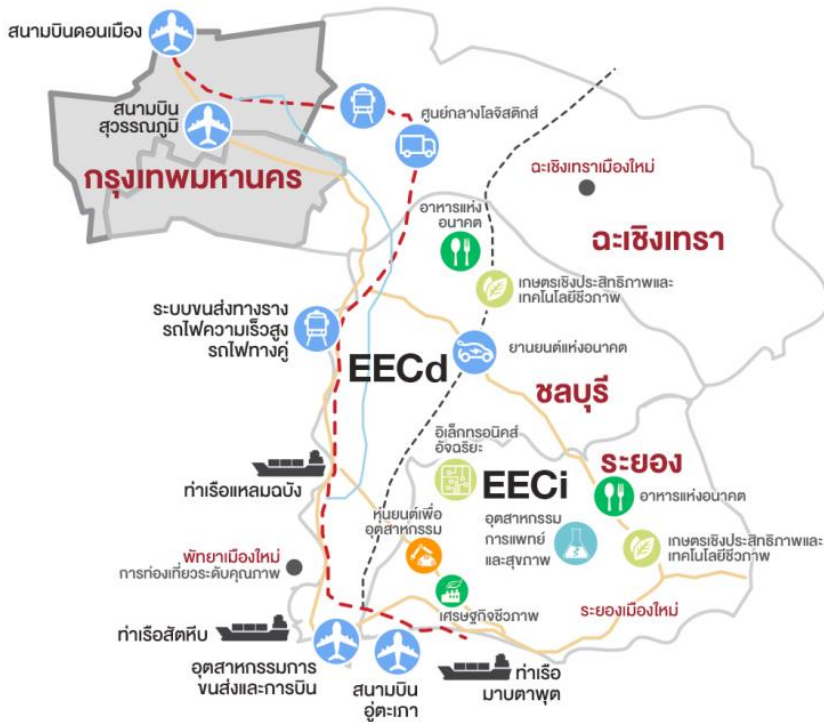 สนามบินดอนเมือง
สนามบิน
สุวรรณภูมิ
กรุงเทพมหานคร
ศูนย์กลางโลจิสติกส์
ฉะเชิงเทราเมืองใหม่
ฉะเชิงเทรา
อาหารแห่ง
อนาคต
เกษตรเชิงประสิทธิภาพและ
เทคโนโลยีชีวภาพ
ระบบขนส่งทางราง
รถไฟความเร็วสูง
รถไฟทางคู่
EECd
ยานยนต์แห่งอนาคต
ชลบุรี
อิเล็กทรอนิคส์
อัจฉริยะ
EECi
ระยอง
อาหารแห่งอนาคต
ท่าเรือแหลมฉบัง
หุ่นยนต์เพื่อ
อุตสาหกรรม
อุตสาหกรรม
การแพทย์
และสุขภาพ
เกษตรเชิงประสิทธิภาพและ
เทคโนโลยีชีวภาพ
พัทยาเมืองใหม่
การท่องเที่ยวระดับคุณภาพ
เศรษฐกิจชีวภาพ
ระยองเมืองใหม่
ท่าเรือสัตหีบ
อุตสาหกรรมการ
ขนส่งและการบิน
สนามบิน
อู่ตะเภา
ท่าเรือ
มาบตาพุต